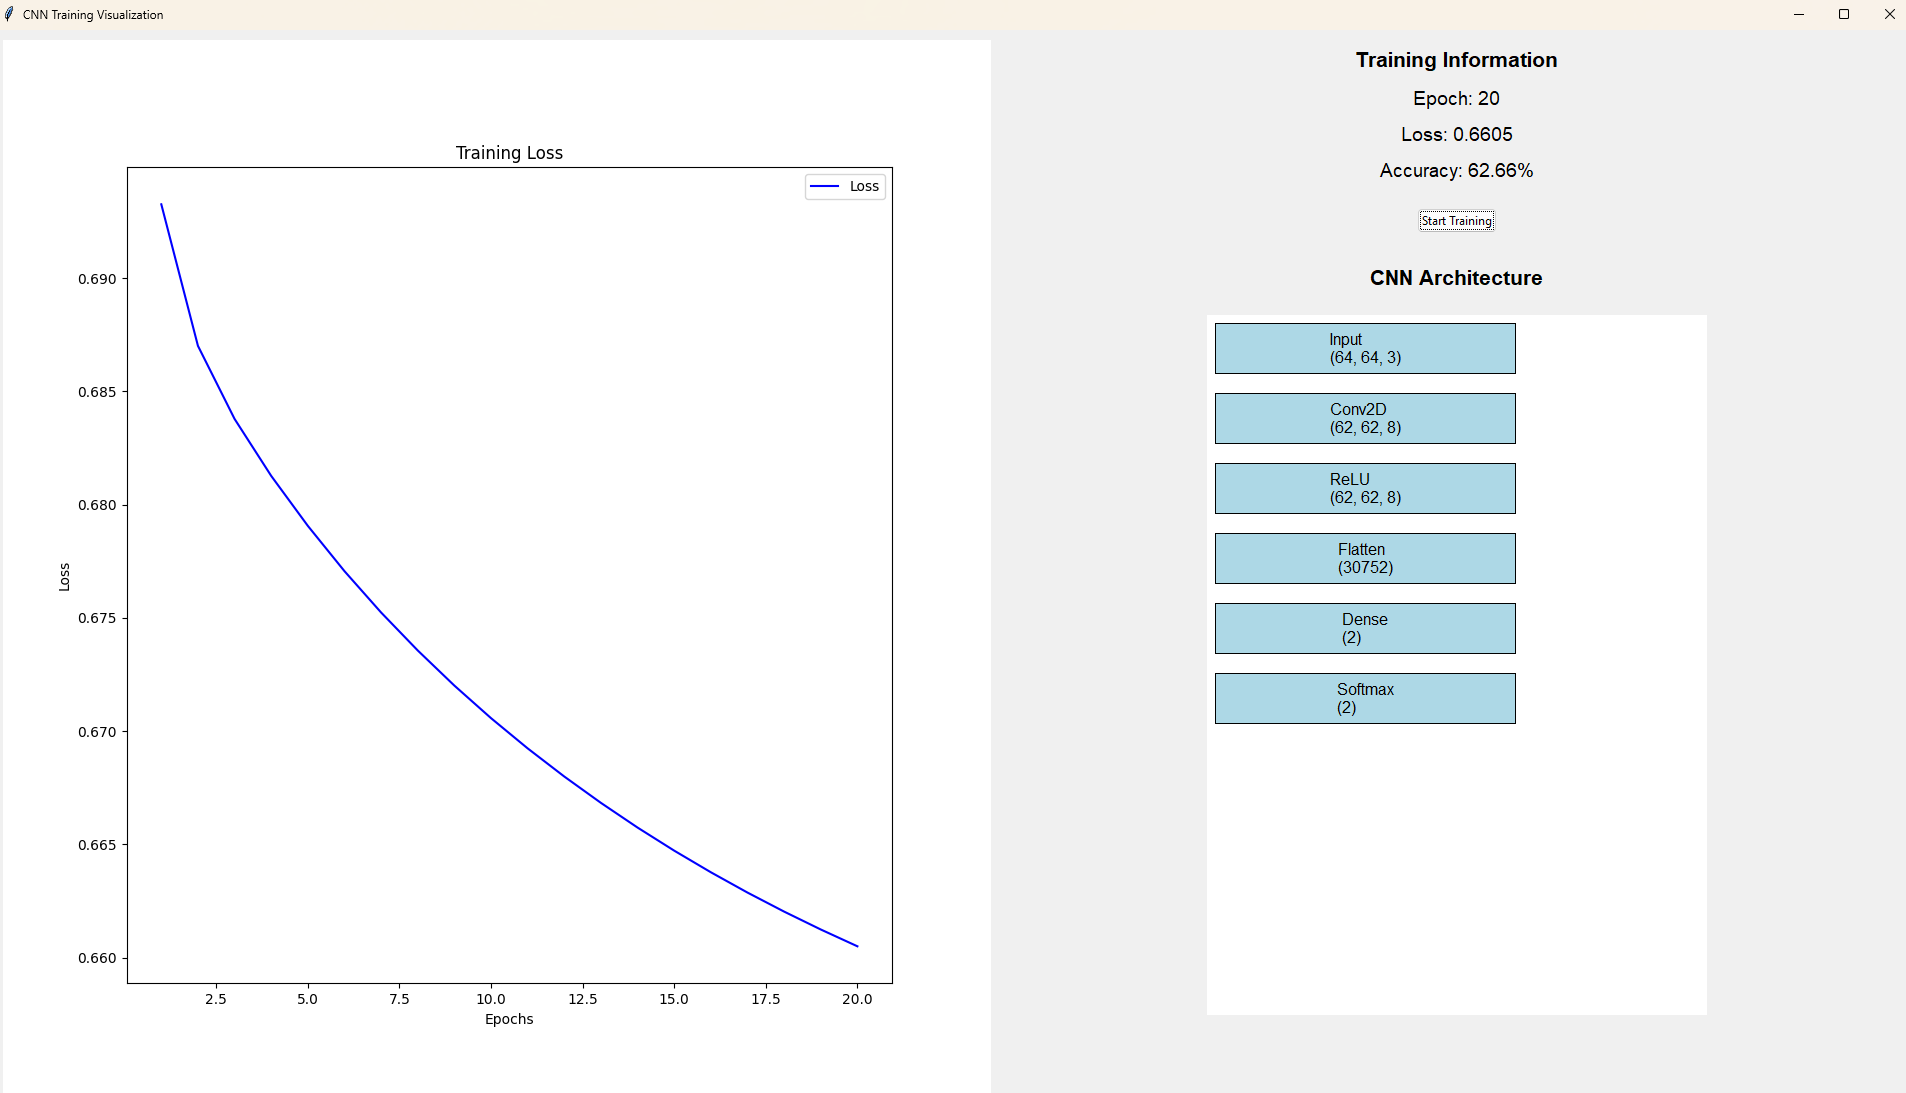 CNN Training Visualization
Training Loss
Loss
0.690
0.685
0.680
0.675
0.670
0.665
0.660
Loss
2.5 5.0 7.5 10.0 12.5 15.0 17.5 20.0
Epochs
Training Information
Epoch: 20
Loss: 0.6605
Accuracy: 62.66%
Start Training
CNN Architecture
Input
(64, 64, 3)
Conv2D
(62, 62, 8)
ReLU
(62, 62, 8)
Flatten
(30752)
Dense
(2)
Softmax
(2)